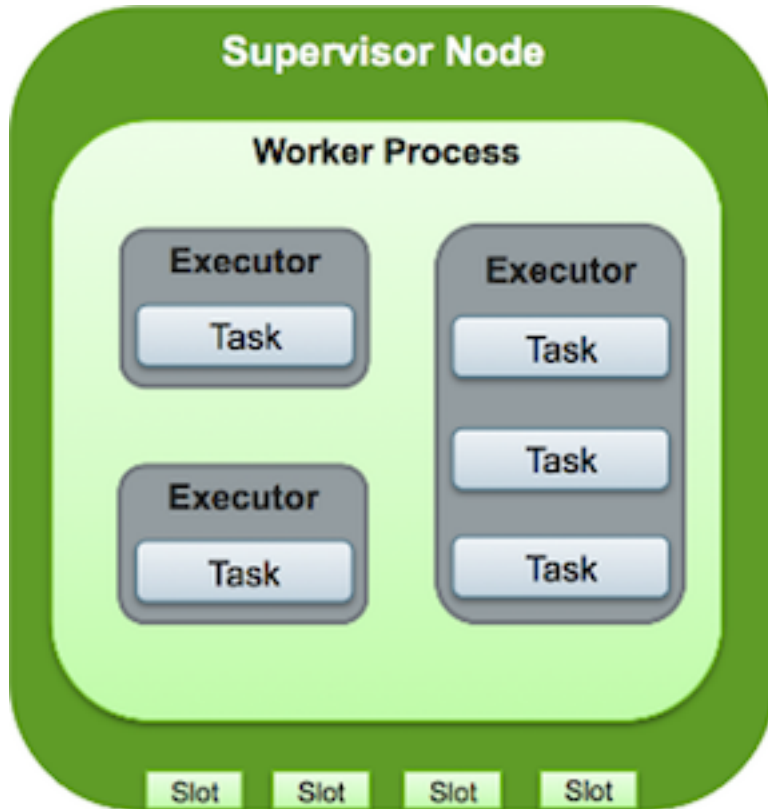 Supervisor Node
Worker Process
Executor
Task
Executor
Task
Executor
Task
Task
Task
Slot
Slot
Slot
Slot